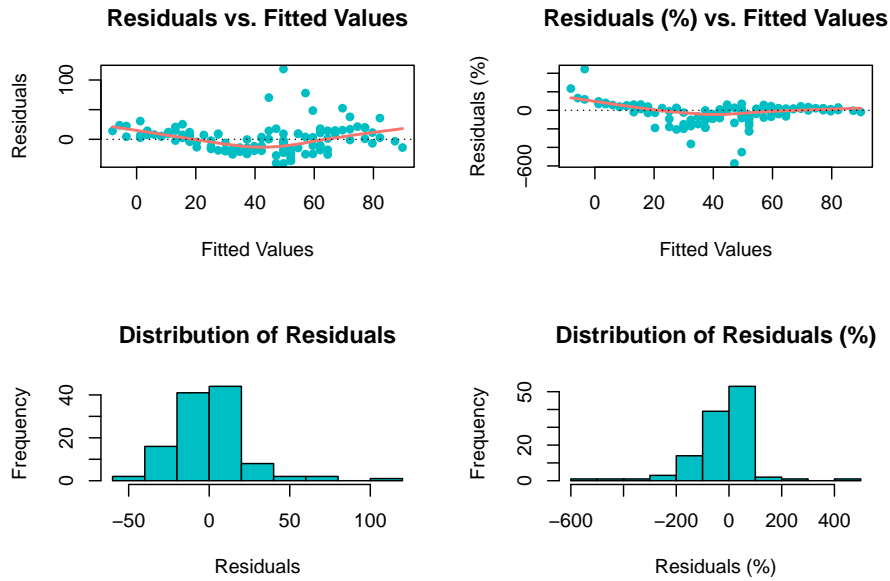 Residuals vs. Fitted Values
Residuals
0 100
0 20 40 60 80
Fitted Values
Residuals (%) vs Fitted Values
Residuals (%)
−600 0
0 20 40 60 80
Fitted Values
Distribution of Residuals
Frequency
0 20 40
−50 0 50 100
Residuals
Distribution of Residuals (%)
Frequency
0 20 50
−600 −200 0 200 400
Residuals (%)